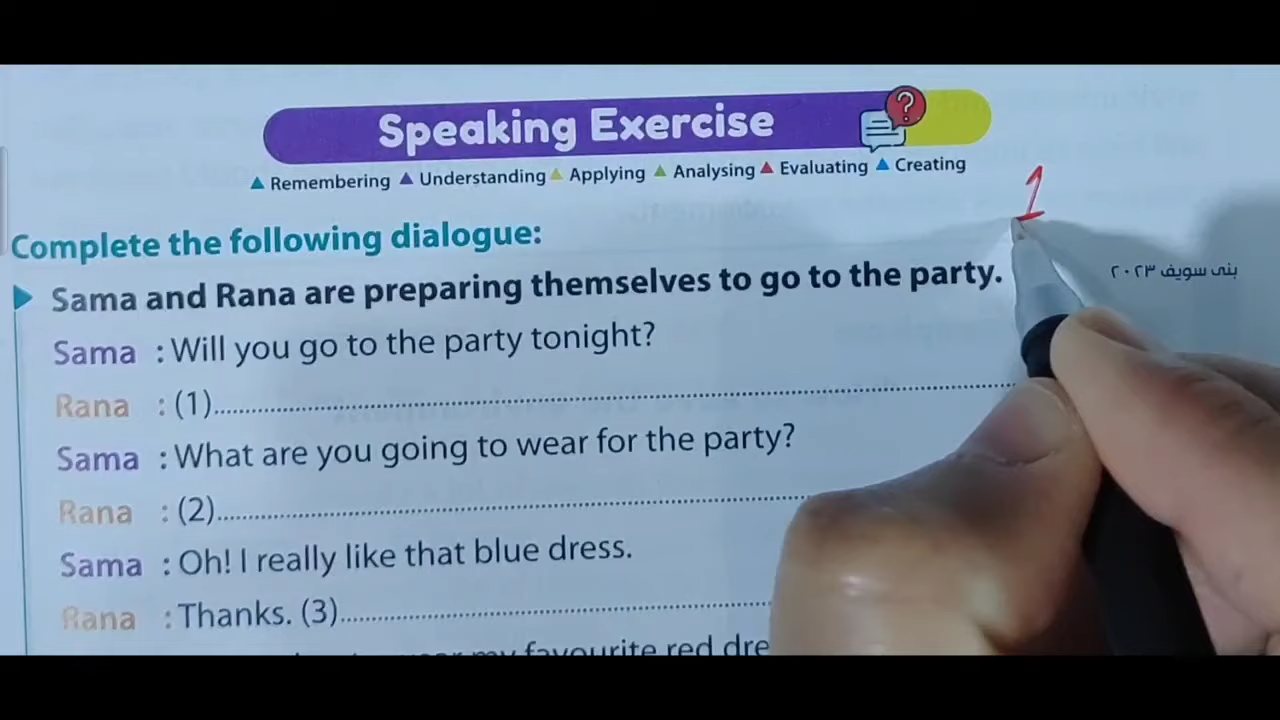 Speaking Exercise
Remembering Understanding Applying Analysing Evaluating Creating
1
Complete the following dialogue:
Sama and Rana are preparing themselves to go to the party. بنى سويف ٢٠٢٣
Sama : Will you go to the party tonight?
Rana : (1)
Sama : What are you going to wear for the party?
Rana : (2)
Sama : Oh! I really like that blue dress.
Rana : Thanks. (3)
my favourite red